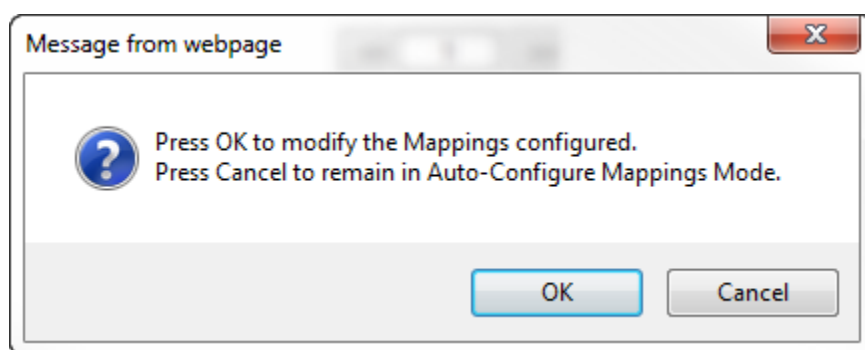 Message from webpage
Press OK to modify the Mappings configured.
Press Cancel to remain in Auto-Configure Mappings Mode.
OK
Cancel